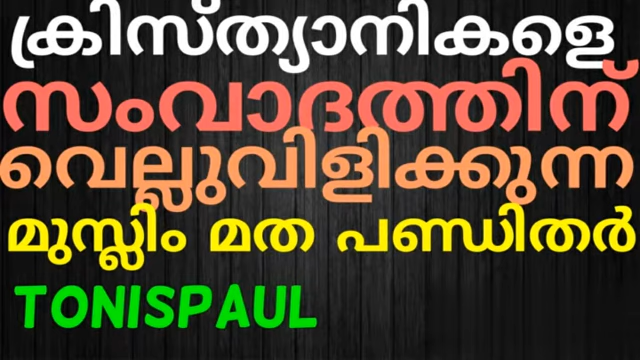 ക്രിസ്ത്യാനികളെ
സംവാദത്തിന്
വെല്ലുവിളിക്കുന്ന
മുസ്ലിം മത പണ്ഡിതർ
TONISPAUL